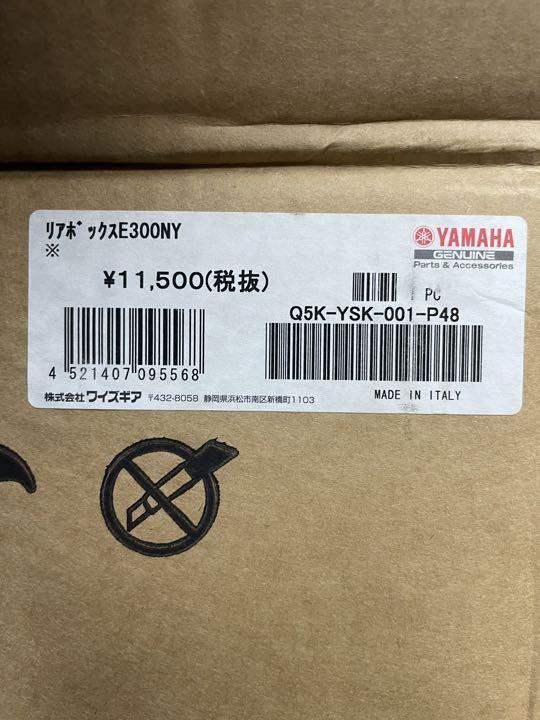 ﾘｱﾎﾞｯｸｽE300NY
※
¥11,500(税抜)
4 521407 095568
YAMAHA
GENUINE
Parts & Accessories
PC
Q5K-YSK-001-P48
MADE IN ITALY
株式会社 ワイズギア 〒432-8058 静岡県浜松市南区新橋町1103